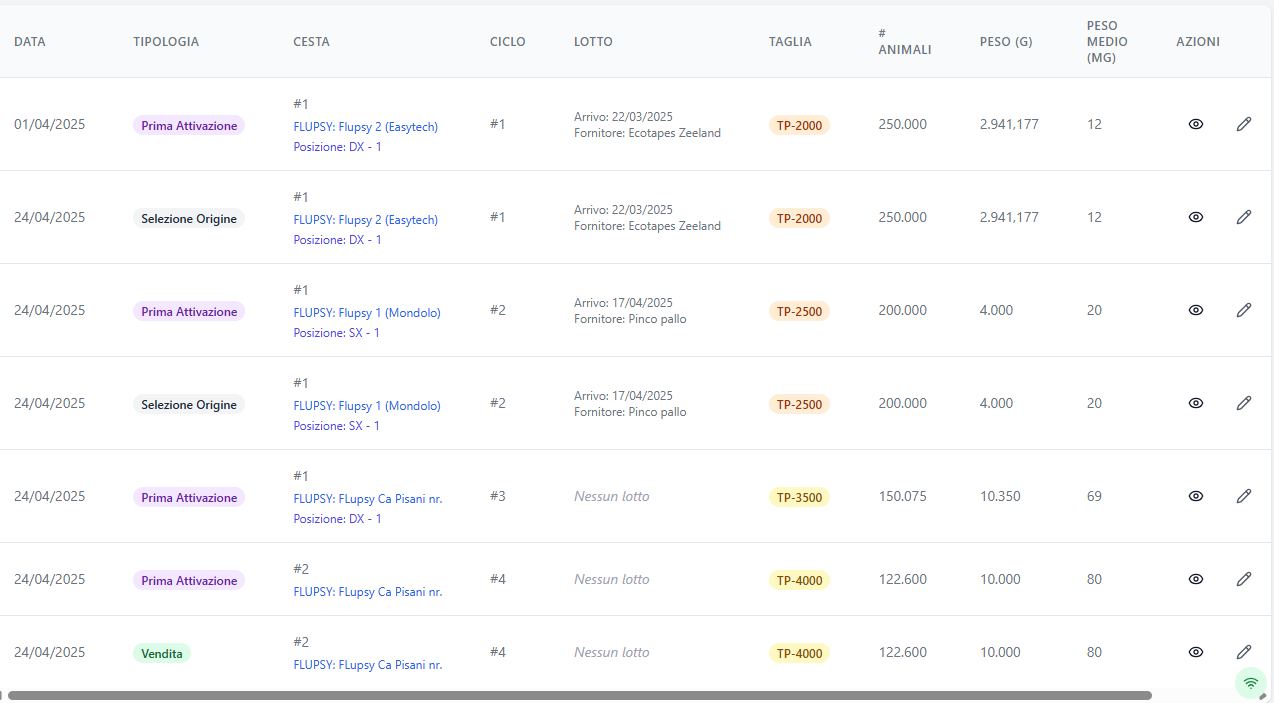 DATA TIPOLOGIA CESTA CICLO LOTTO TAGLIA # ANIMALI PESO (G) PESO MEDIO (MG) AZIONI
01/04/2025 Prima Attivazione #1 #1 Arrivo: 22/03/2025 TP-2000 250.000 2.941,177 12
FLUPSY: Flupsy 2 (Easytech) Fornitore: Ecotapes Zeeland
Posizione: DX - 1
24/04/2025 Selezione Origine #1 #1 Arrivo: 22/03/2025 TP-2000 250.000 2.941,177 12
FLUPSY: Flupsy 2 (Easytech) Fornitore: Ecotapes Zeeland
Posizione: DX - 1
24/04/2025 Prima Attivazione #1 #2 Arrivo: 17/04/2025 TP-2500 200.000 4.000 20
FLUPSY: Flupsy 1 (Mondolo) Fornitore: Pinco pallo
Posizione: SX - 1
24/04/2025 Selezione Origine #1 #2 Arrivo: 17/04/2025 TP-2500 200.000 4.000 20
FLUPSY: Flupsy 1 (Mondolo) Fornitore: Pinco pallo
Posizione: SX - 1
24/04/2025 Prima Attivazione #1 #3 Nessun lotto TP-3500 150.075 10.350 69
FLUPSY: FLupsy Ca Pisani nr.
Posizione: DX - 1
24/04/2025 Prima Attivazione #2 #4 Nessun lotto TP-4000 122.600 10.000 80
FLUPSY: FLupsy Ca Pisani nr.
24/04/2025 Vendita #2 #4 Nessun lotto TP-4000 122.600 10.000 80
FLUPSY: FLupsy Ca Pisani nr.